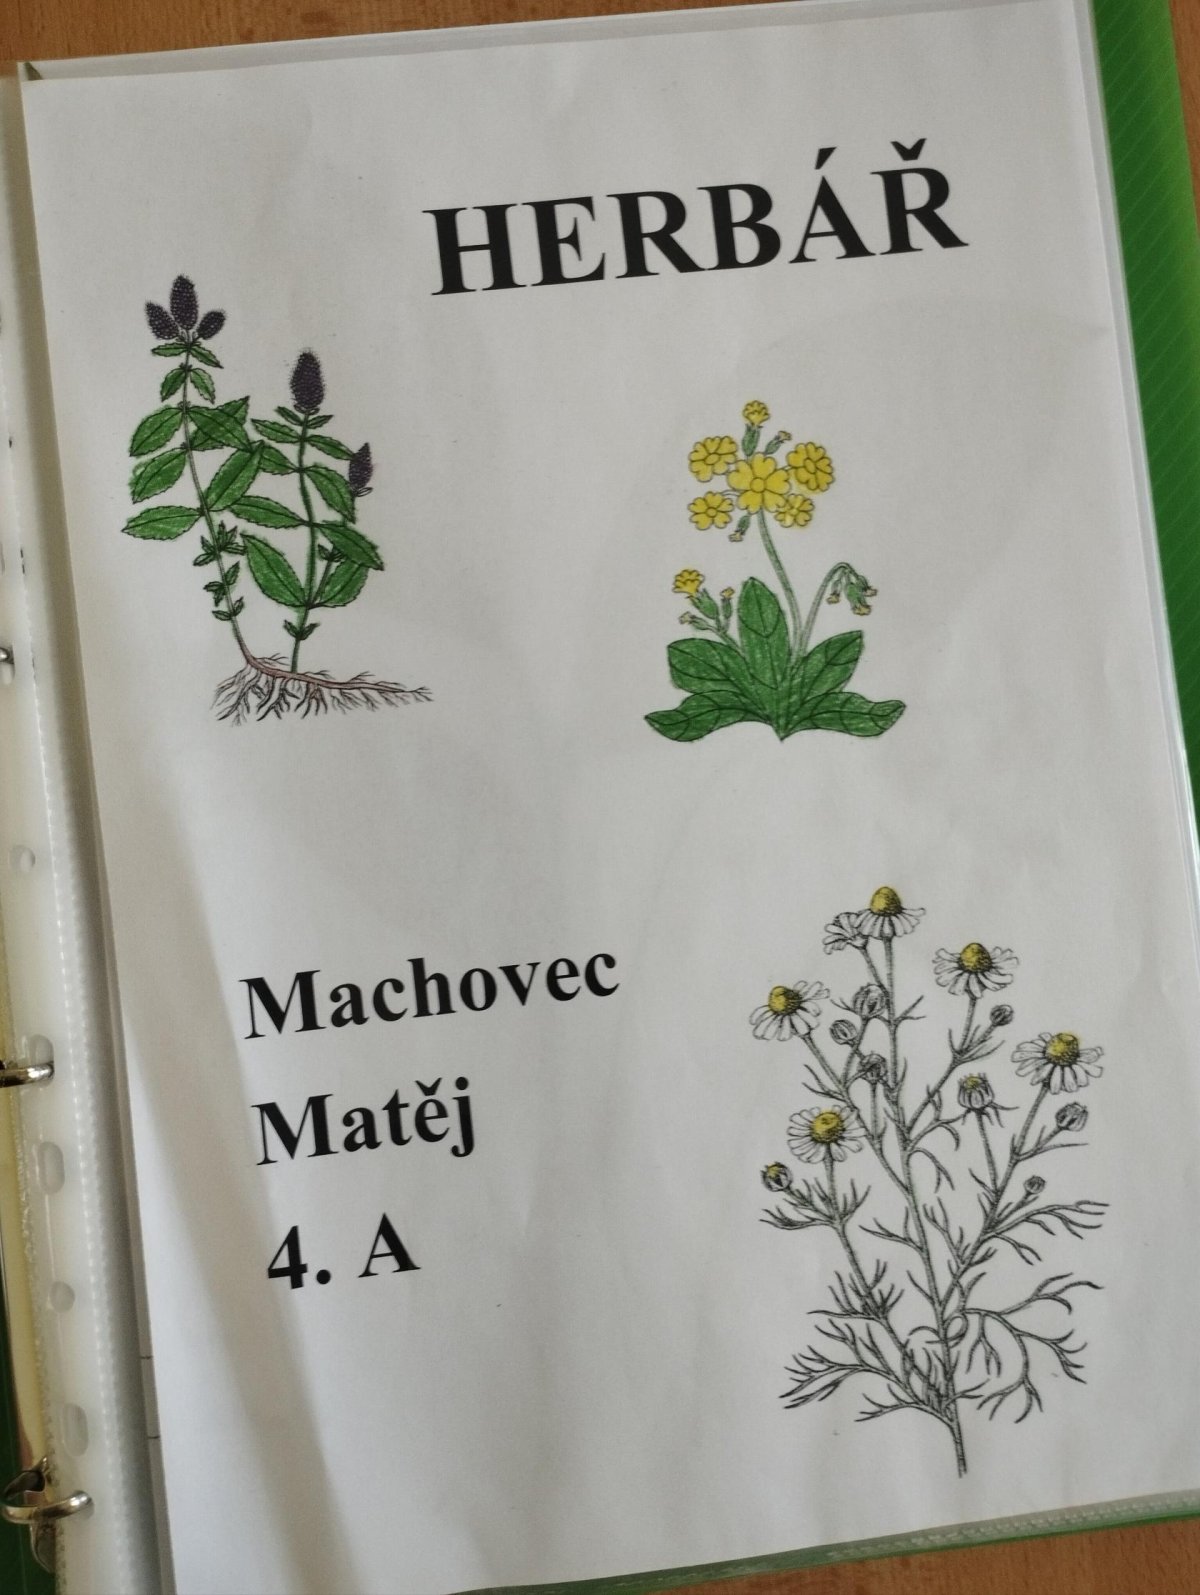 HERBÁŘ
Machovec
Matěj
4. A